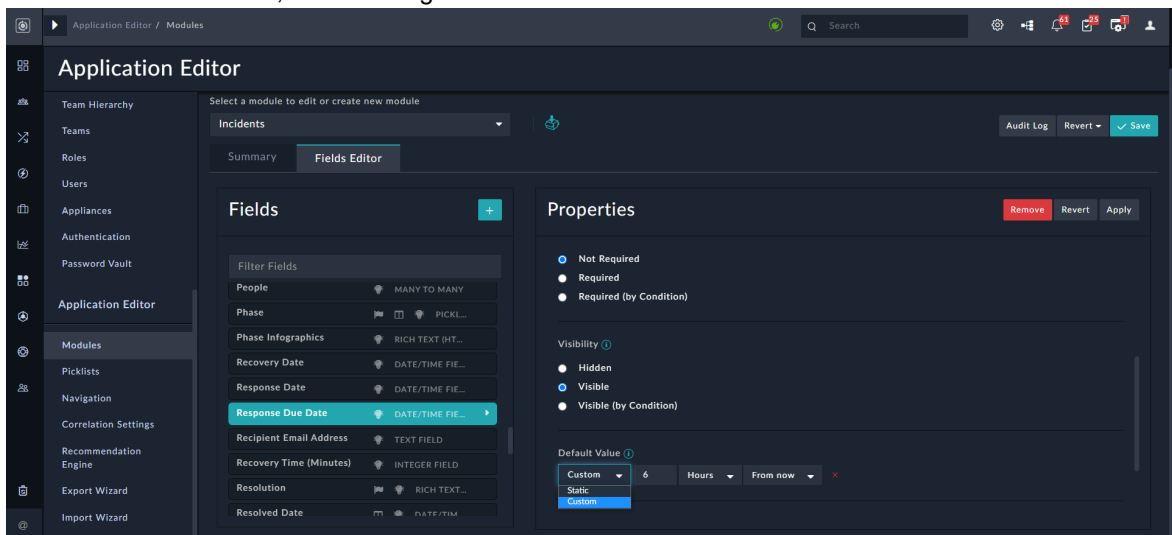 Application Editor / Modules
Search
61
25
Application Editor
Team Hierarchy
Teams
Roles
Users
Appliances
Authentication
Password Vault
Application Editor
Modules
Picklists
Navigation
Correlation Settings
Recommendation
Engine
Export Wizard
Import Wizard
@
Select a module to edit or create new module
Incidents
Audit Log
Revert
Save
Summary
Fields Editor
Fields
+
Filter Fields
People MANY TO MANY
Phase PICKL...
Phase Infographics RICH TEXT (HT...
Recovery Date DATE/TIME FIE...
Response Date DATE/TIME FIE...
Response Due Date DATE/TIME FIE...
Recipient Email Address TEXT FIELD
Recovery Time (Minutes) INTEGER FIELD
Resolution RICH TEXT...
Resolved Date DATE/TIM...
Properties
Remove Revert Apply
Not Required
Required
Required (by Condition)
Visibility
Hidden
Visible
Visible (by Condition)
Default Value
Custom 6 Hours From now ×
Static
Custom